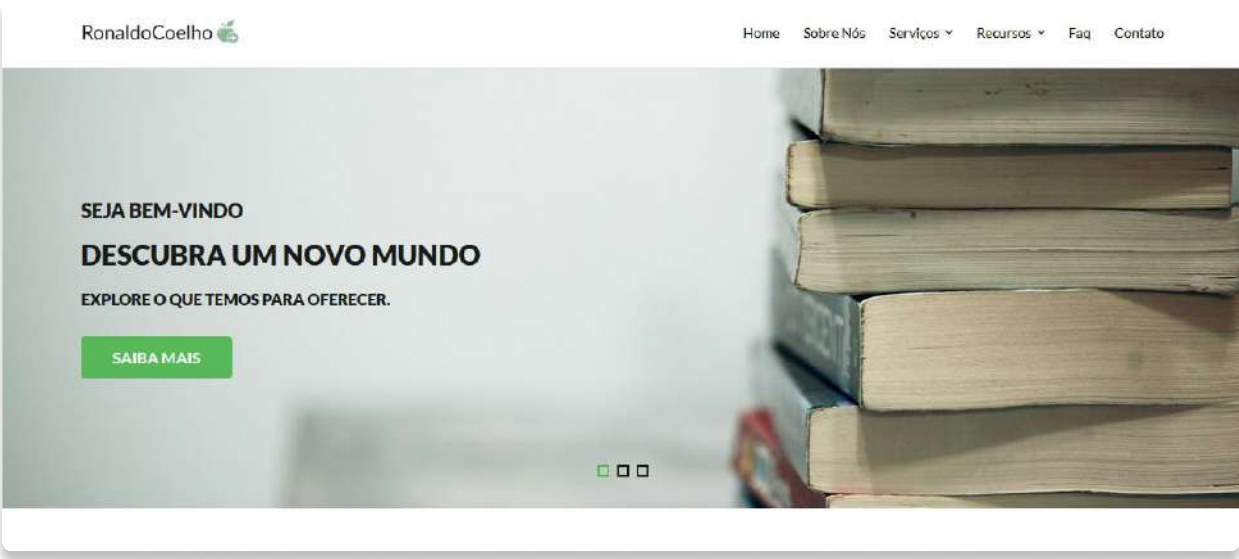 RonaldoCoelho
Home Sobre Nós Serviços Recursos Faq Contato
SEJA BEM-VINDO
DESCUBRA UM NOVO MUNDO
EXPLORE O QUE TEMOS PARA OFERECER.
SAIBA MAIS